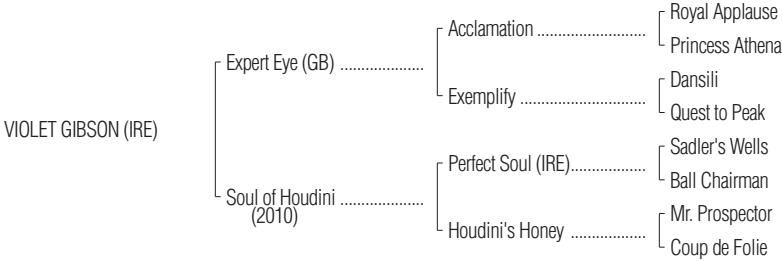 Royal Applause
Acclamation ..........................
Princess Athena
Expert Eye (GB) ....................
Dansili
Exemplify ..............................
Quest to Peak
VIOLET GIBSON (IRE)
Sadler's Wells
Perfect Soul (IRE)..................
Ball Chairman
Soul of Houdini ....................
(2010)
Mr. Prospector
Houdini's Honey ..................
Coup de Folie